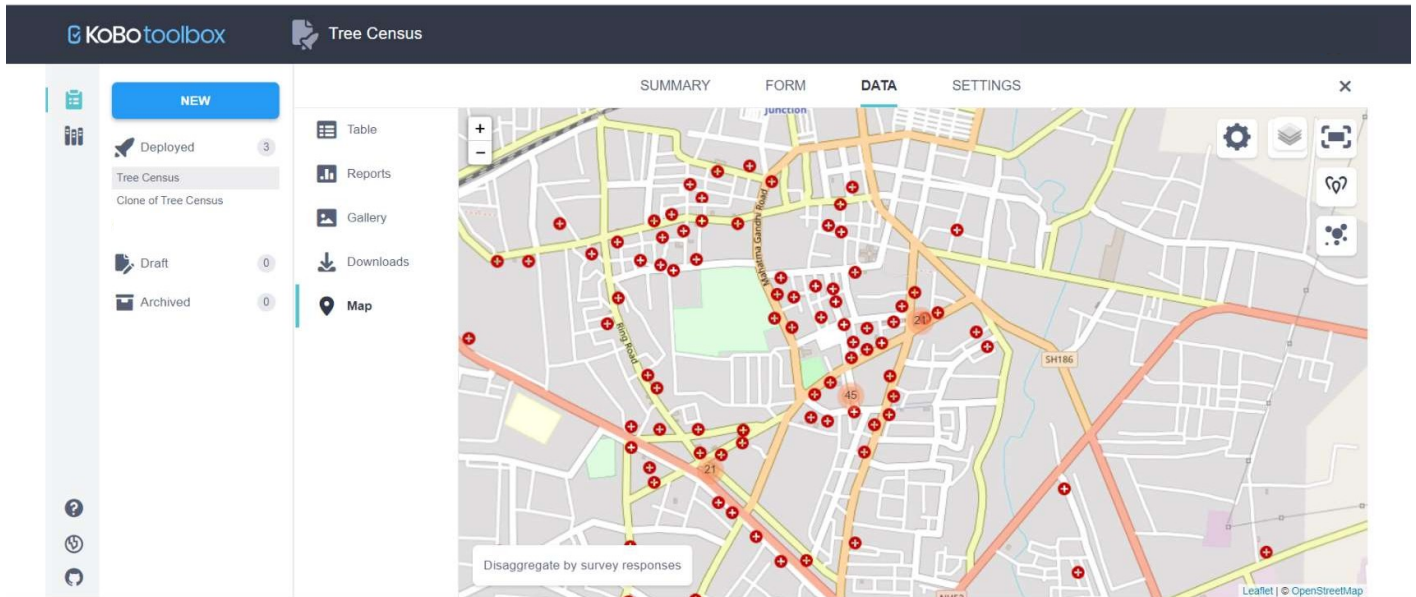 KoBotoolbox
Tree Census
SUMMARY FORM DATA SETTINGS
NEW
Deployed 3
Tree Census
Clone of Tree Census
Draft 0
Archived 0
Table
Reports
Gallery
Downloads
Map
Junction
Mahatma Gandhi Road
Ring Road
SH186
21
45
21
Disaggregate by survey responses
Leaflet | © OpenStreetMap